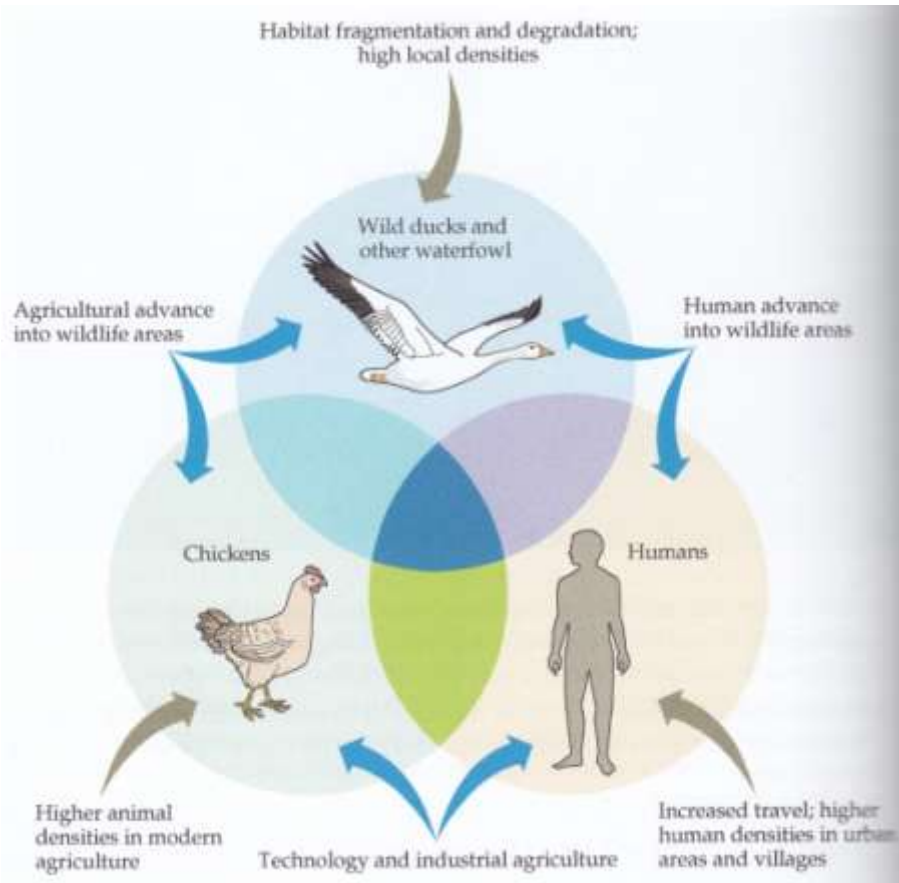 Habitat fragmentation and degradation;
high local densities
Wild ducks and
other waterfowl
Agricultural advance
into wildlife areas
Human advance
into wildlife areas
Chickens
Humans
Higher animal
densities in modern
agriculture
Technology and industrial agriculture
Increased travel; higher
human densities in urban
areas and villages